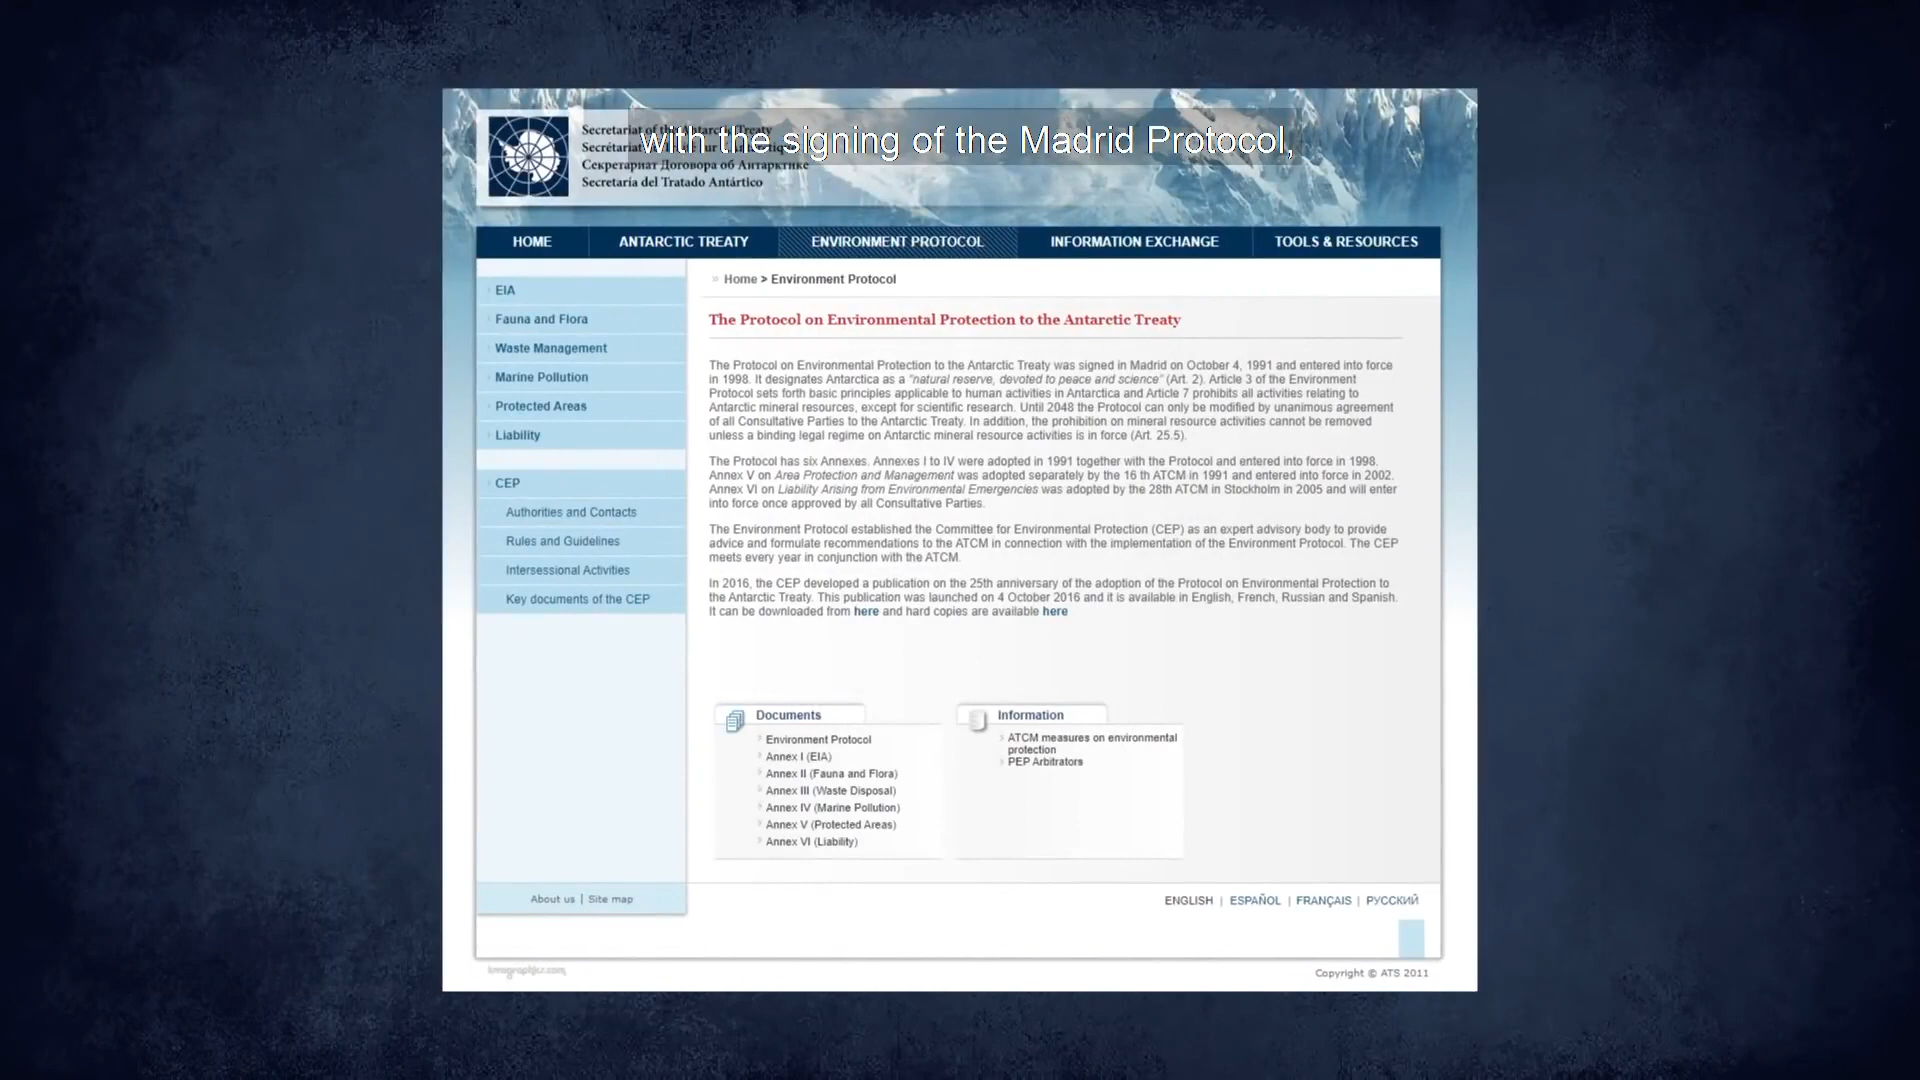 with the signing of the Madrid Protocol,
Secretariat of the Antarctic Treaty
Secrétariat
Секретариат Договора об Антарктике
Secretaría del Tratado Antártico
HOME
ANTARCTIC TREATY
ENVIRONMENT PROTOCOL
INFORMATION EXCHANGE
TOOLS & RESOURCES
EIA
Fauna and Flora
Waste Management
Marine Pollution
Protected Areas
Liability
CEP
Authorities and Contacts
Rules and Guidelines
Intersessional Activities
Key documents of the CEP
» Home > Environment Protocol
The Protocol on Environmental Protection to the Antarctic Treaty
The Protocol on Environmental Protection to the Antarctic Treaty was signed in Madrid on October 4, 1991 and entered into force
in 1998. It designates Antarctica as a "natural reserve, devoted to peace and science" (Art. 2). Article 3 of the Environment
Protocol sets forth basic principles applicable to human activities in Antarctica and Article 7 prohibits all activities relating to
Antarctic mineral resources, except for scientific research. Until 2048 the Protocol can only be modified by unanimous agreement
of all Consultative Parties to the Antarctic Treaty. In addition, the prohibition on mineral resource activities cannot be removed
unless a binding legal regime on Antarctic mineral resource activities is in force (Art. 25.5).
The Protocol has six Annexes. Annexes I to IV were adopted in 1991 together with the Protocol and entered into force in 1998.
Annex V on Area Protection and Management was adopted separately by the 16 th ATCM in 1991 and entered into force in 2002.
Annex VI on Liability Arising from Environmental Emergencies was adopted by the 28th ATCM in Stockholm in 2005 and will enter
into force once approved by all Consultative Parties.
The Environment Protocol established the Committee for Environmental Protection (CEP) as an expert advisory body to provide
advice and formulate recommendations to the ATCM in connection with the implementation of the Environment Protocol. The CEP
meets every year in conjunction with the ATCM.
In 2016, the CEP developed a publication on the 25th anniversary of the adoption of the Protocol on Environmental Protection to
the Antarctic Treaty. This publication was launched on 4 October 2016 and it is available in English, French, Russian and Spanish.
It can be downloaded from here and hard copies are available here
Documents
Environment Protocol
Annex I (EIA)
Annex II (Fauna and Flora)
Annex III (Waste Disposal)
Annex IV (Marine Pollution)
Annex V (Protected Areas)
Annex VI (Liability)
Information
ATCM measures on environmental
protection
PEP Arbitrators
About us | Site map
ENGLISH | ESPAÑOL | FRANÇAIS | РУССКИЙ
Copyright © ATS 2011